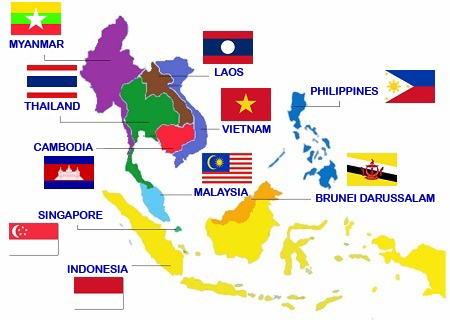 MYANMAR
LAOS
THAILAND
PHILIPPINES
VIETNAM
CAMBODIA
MALAYSIA
BRUNEI DARUSSALAM
SINGAPORE
INDONESIA